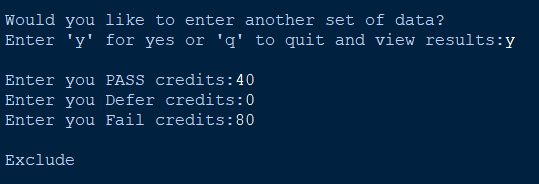 Would you like to enter another set of data?
Enter 'y' for yes or 'q' to quit and view results:y
Enter you PASS credits:40
Enter you Defer credits:0
Enter you Fail credits:80
Exclude